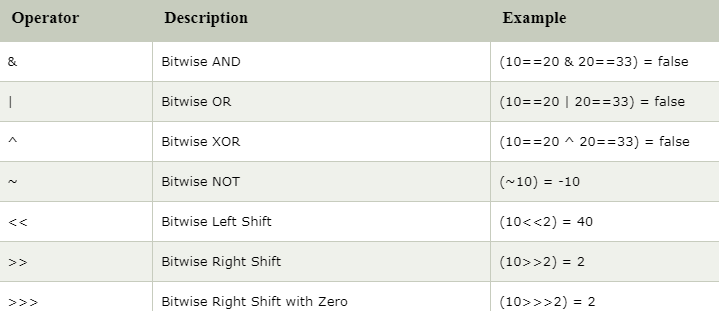 Operator Description Example
& Bitwise AND (10==20 & 20==33) = false
| Bitwise OR (10==20 | 20==33) = false
^ Bitwise XOR (10==20 ^ 20==33) = false
~ Bitwise NOT (~10) = -10
<< Bitwise Left Shift (10<<2) = 40
>> Bitwise Right Shift (10>>2) = 2
>>> Bitwise Right Shift with Zero (10>>>2) = 2